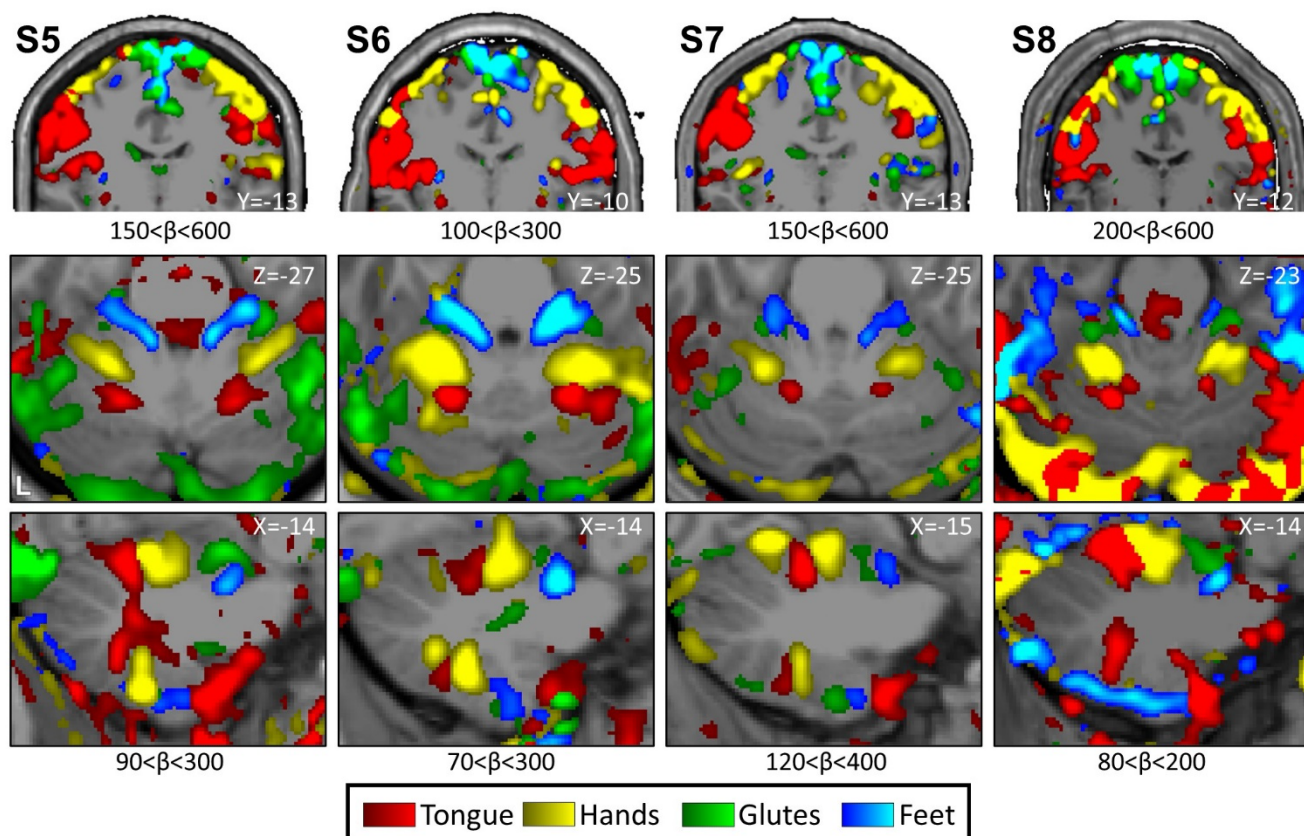 S5 S6 S7 S8
Y=-13 Y=-10 Y=-13 Y=-12
150<β<600 100<β<300 150<β<600 200<β<600
Z=-27 Z=-25 Z=-25 Z=-23
L
X=-14 X=-14 X=-15 X=-14
90<β<300 70<β<300 120<β<400 80<β<200
Tongue Hands Glutes Feet